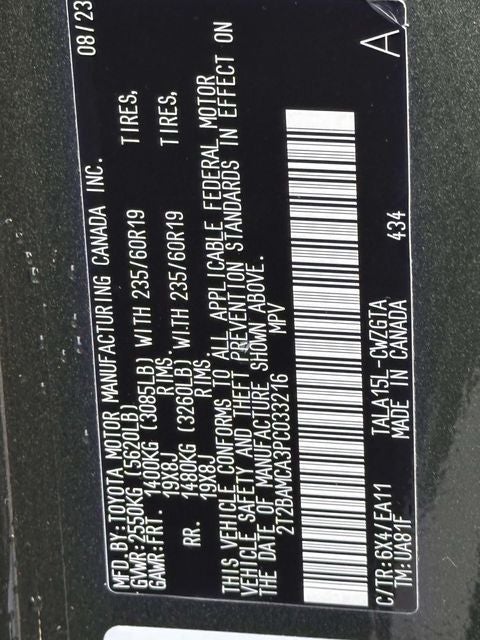 MFD BY:TOYOTA MOTOR MANUFACTURING CANADA INC. 08/23
GVWR:2550KG (5620LB)
GAWR:FRT. 1400KG (3085LB) WITH 235/60R19 TIRES,
19X8J RIMS.
RR. 1480KG (3260LB) WITH 235/60R19 TIRES,
19X8J RIMS.
THIS VEHICLE CONFORMS TO ALL APPLICABLE FEDERAL MOTOR
VEHICLE SAFETY AND THEFT PREVENTION STANDARDS IN EFFECT ON
THE DATE OF MANUFACTURE SHOWN ABOVE.
2T2BAMCA3PC033216 MPV
C/TR:6X4/EA11 TALA15L-CWZGTA A
TM:UA81F MADE IN CANADA 434